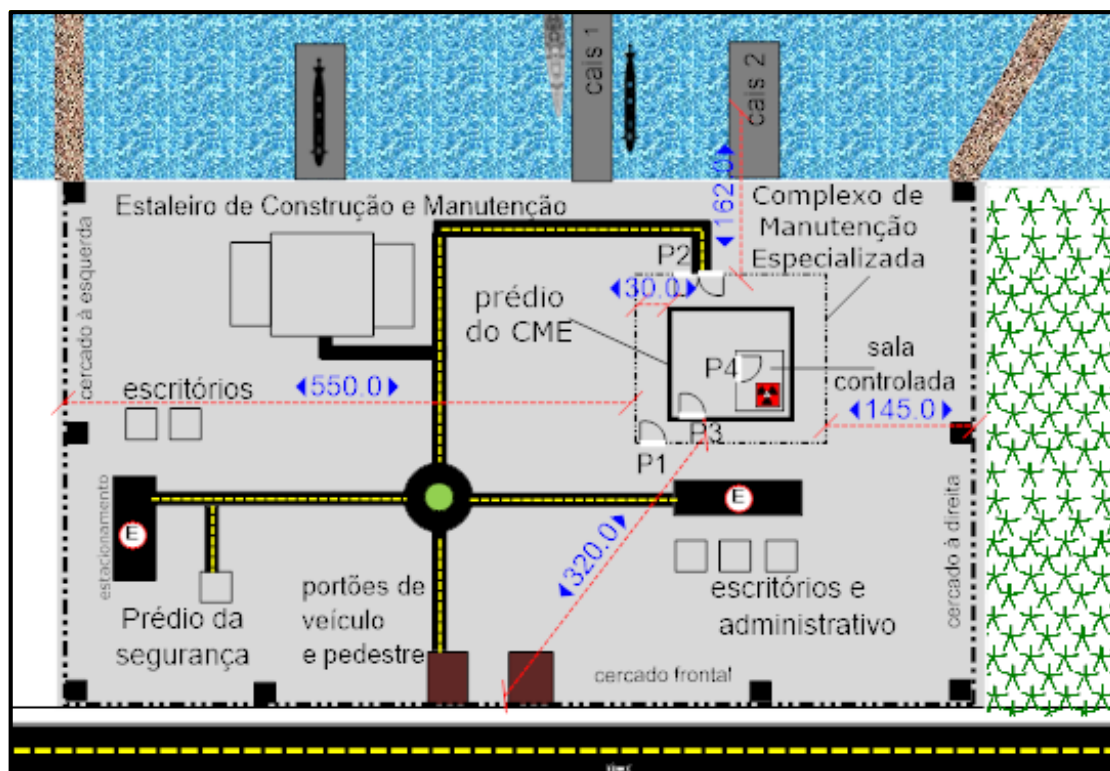 cais 1
cais 2
Estaleiro de Construção e Manutenção
162.0
Complexo de
Manutenção
Especializada
cercado à esquerda
P2
30.0
prédio
do CME
P4
sala
controlada
550.0
145.0
escritórios
P3
P1
estacionamento
E
E
320.0
portões de
veículo
e pedestre
Prédio da
segurança
escritórios e
administrativo
cercado à direita
cercado frontal